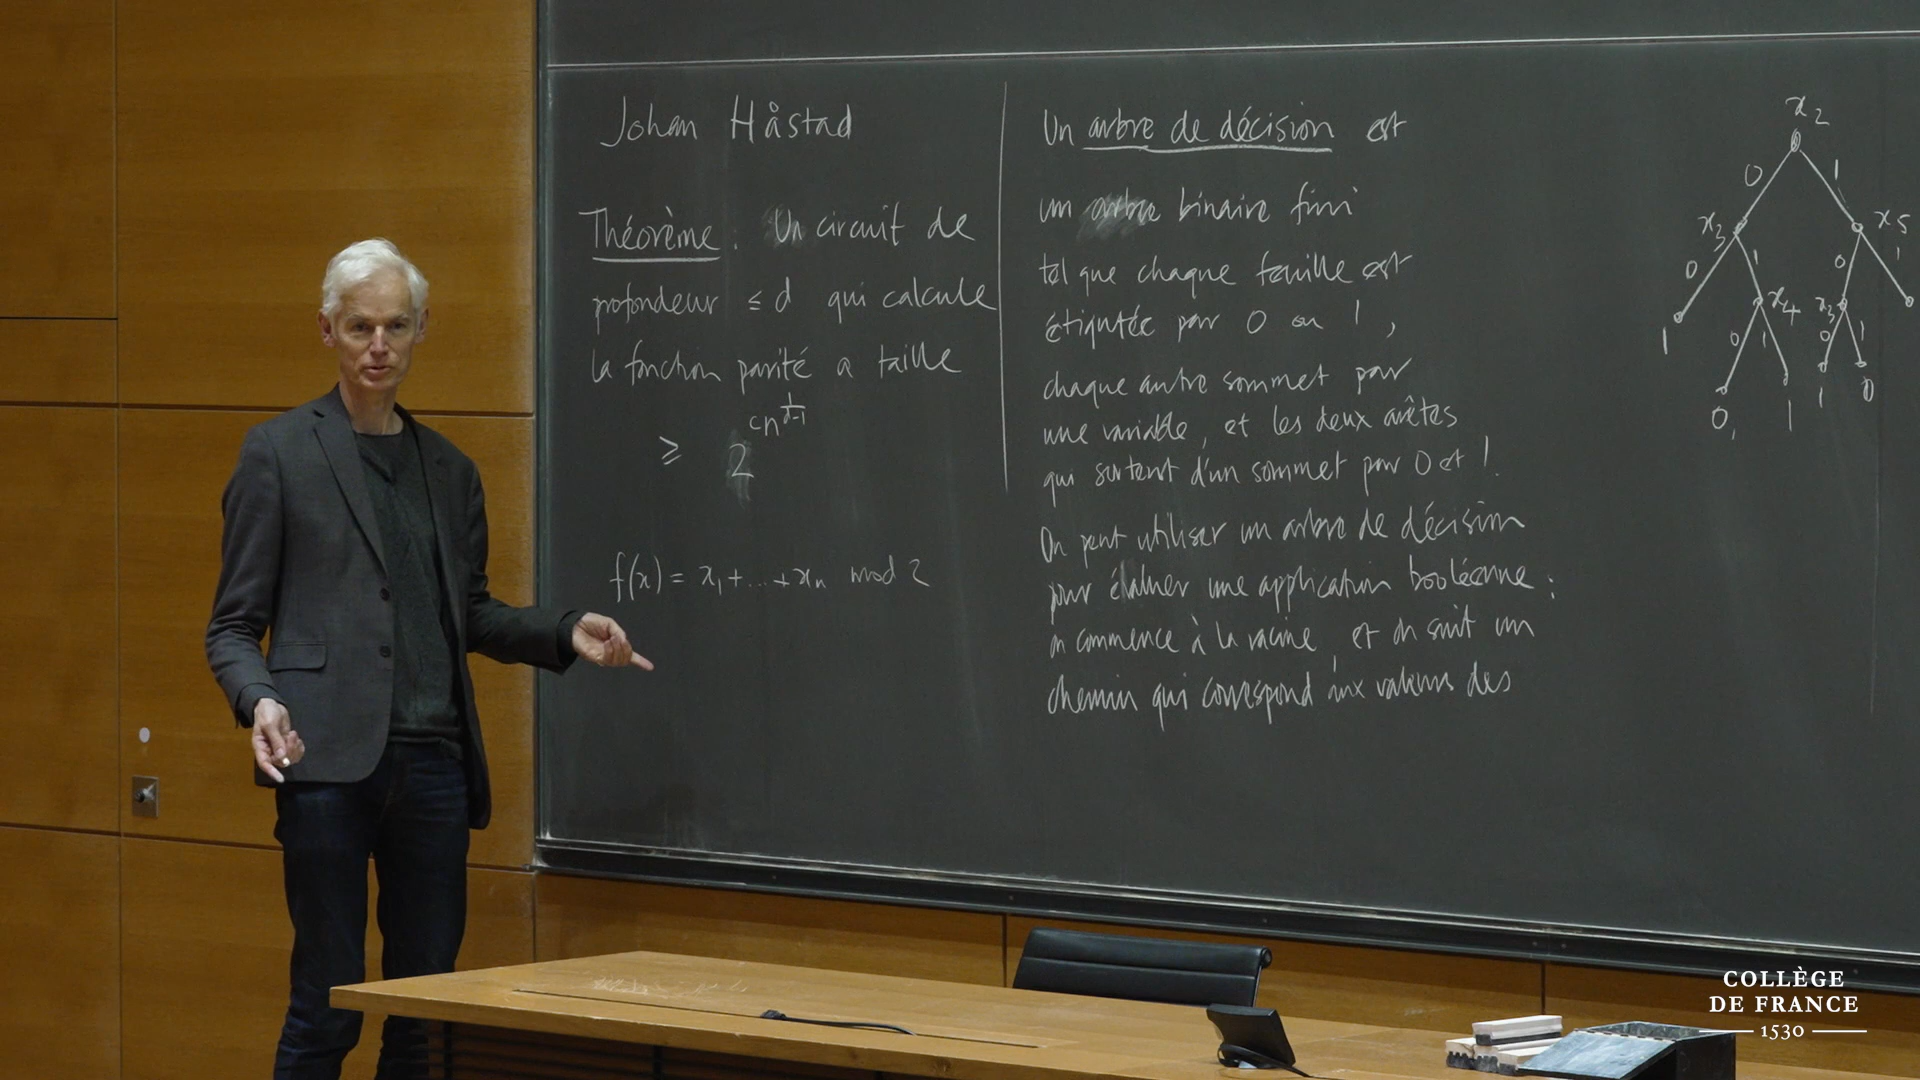 Johan Håstad
Théorème : Un circuit de
profondeur ≤ d qui calcule
la fonction parité a taille
≥ 2^{cn^{\frac{1}{d-1}}}
f(x) = x₁ + ... + xₙ mod 2
Un arbre de décision est
un arbre binaire fini
tel que chaque feuille est
étiquetée par 0 ou 1,
chaque autre sommet par
une variable, et les deux arêtes
qui sortent d'un sommet par 0 et 1.
On peut utiliser un arbre de décision
pour évaluer une application booléenne :
on commence à la racine, et on suit un
chemin qui correspond aux valeurs des
x₂
0 1
x₃ x₅
0 1 0 1
1 x₄ x₃
0 1 0 1
0 1 1 0
COLLÈGE
DE FRANCE
1530